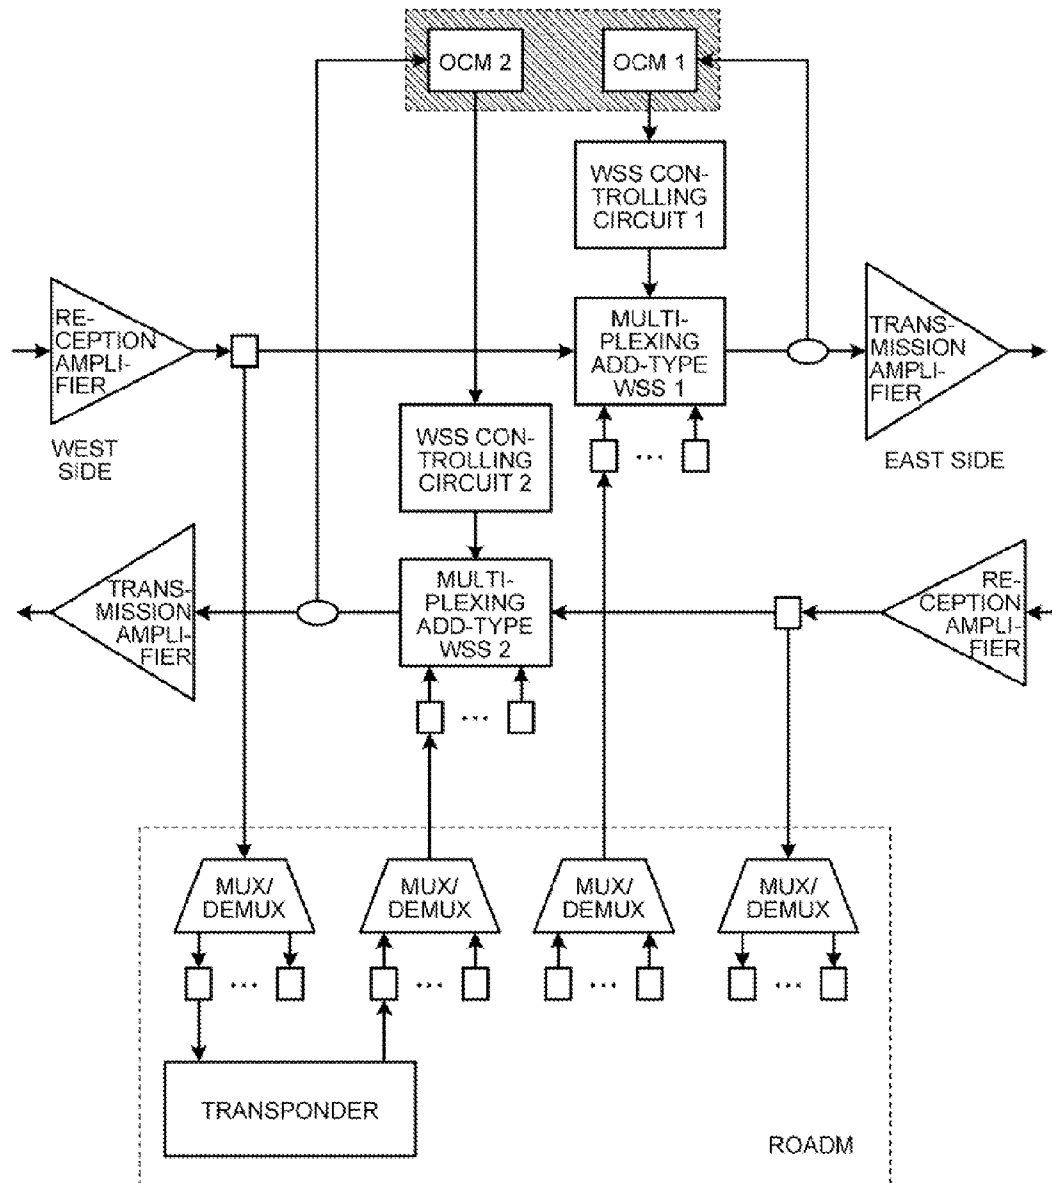 OCM 2
OCM 1
WSS CON-
TROLLING
CIRCUIT 1
RE-
CEPTION
AMPLI-
FIER
MULTI-
PLEXING
ADD-TYPE
WSS 1
TRANS-
MISSION
AMPLI-
FIER
WEST
SIDE
WSS CON-
TROLLING
CIRCUIT 2
...
EAST SIDE
TRANS-
MISSION
AMPLI-
FIER
MULTI-
PLEXING
ADD-TYPE
WSS 2
RE-
CEPTION
AMPLI-
FIER
...
MUX/
DEMUX
MUX/
DEMUX
MUX/
DEMUX
MUX/
DEMUX
... ... ... ...
TRANSPONDER
ROADM